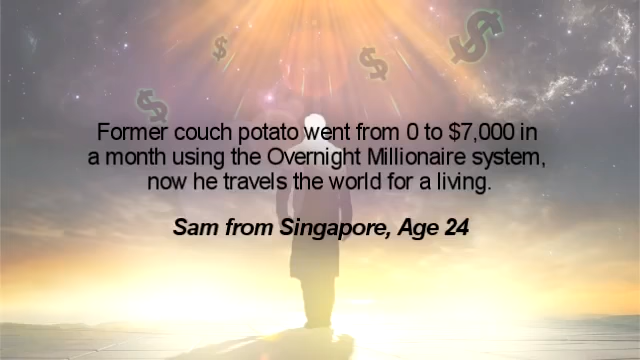 Former couch potato went from 0 to $7,000 in
a month using the Overnight Millionaire system,
now he travels the world for a living.
Sam from Singapore, Age 24